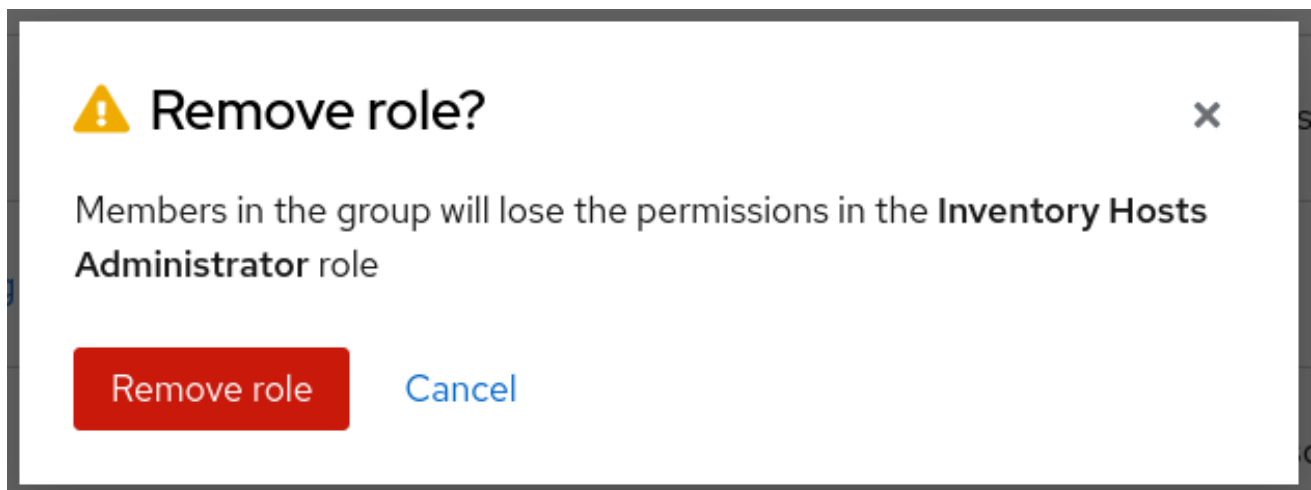 Remove role?
Members in the group will lose the permissions in the Inventory Hosts
Administrator role
Remove role
Cancel